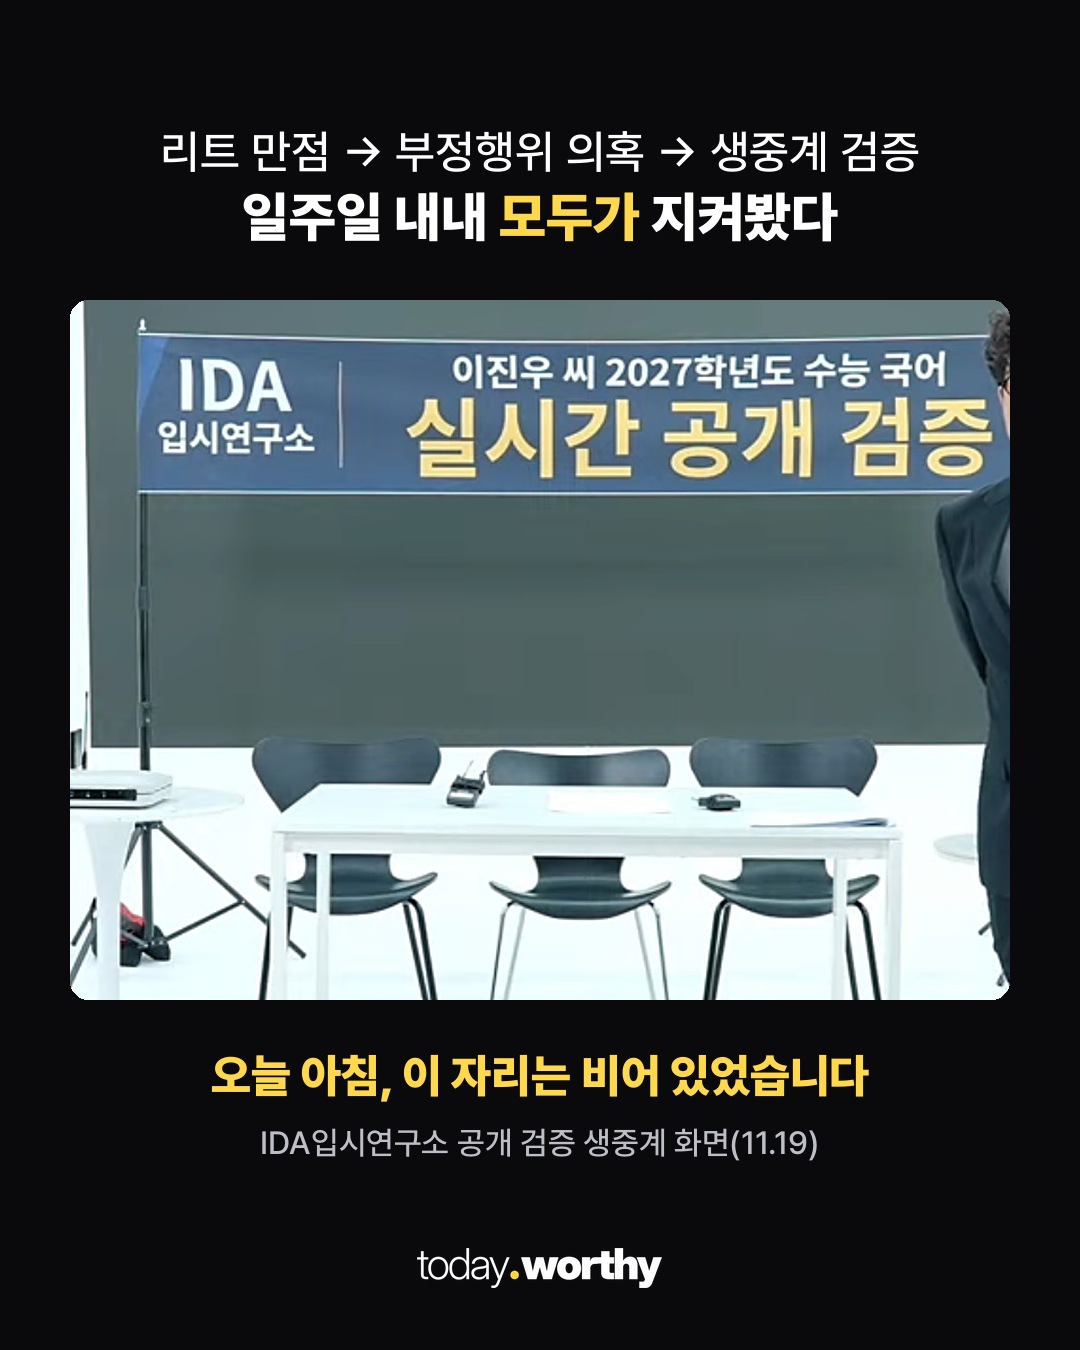 리트 만점 → 부정행위 의혹 → 생중계 검증
일주일 내내 모두가 지켜봤다
IDA
입시연구소
이진우 씨 2027학년도 수능 국어
실시간 공개 검증
오늘 아침, 이 자리는 비어 있었습니다
IDA입시연구소 공개 검증 생중계 화면(11.19)
today.worthy